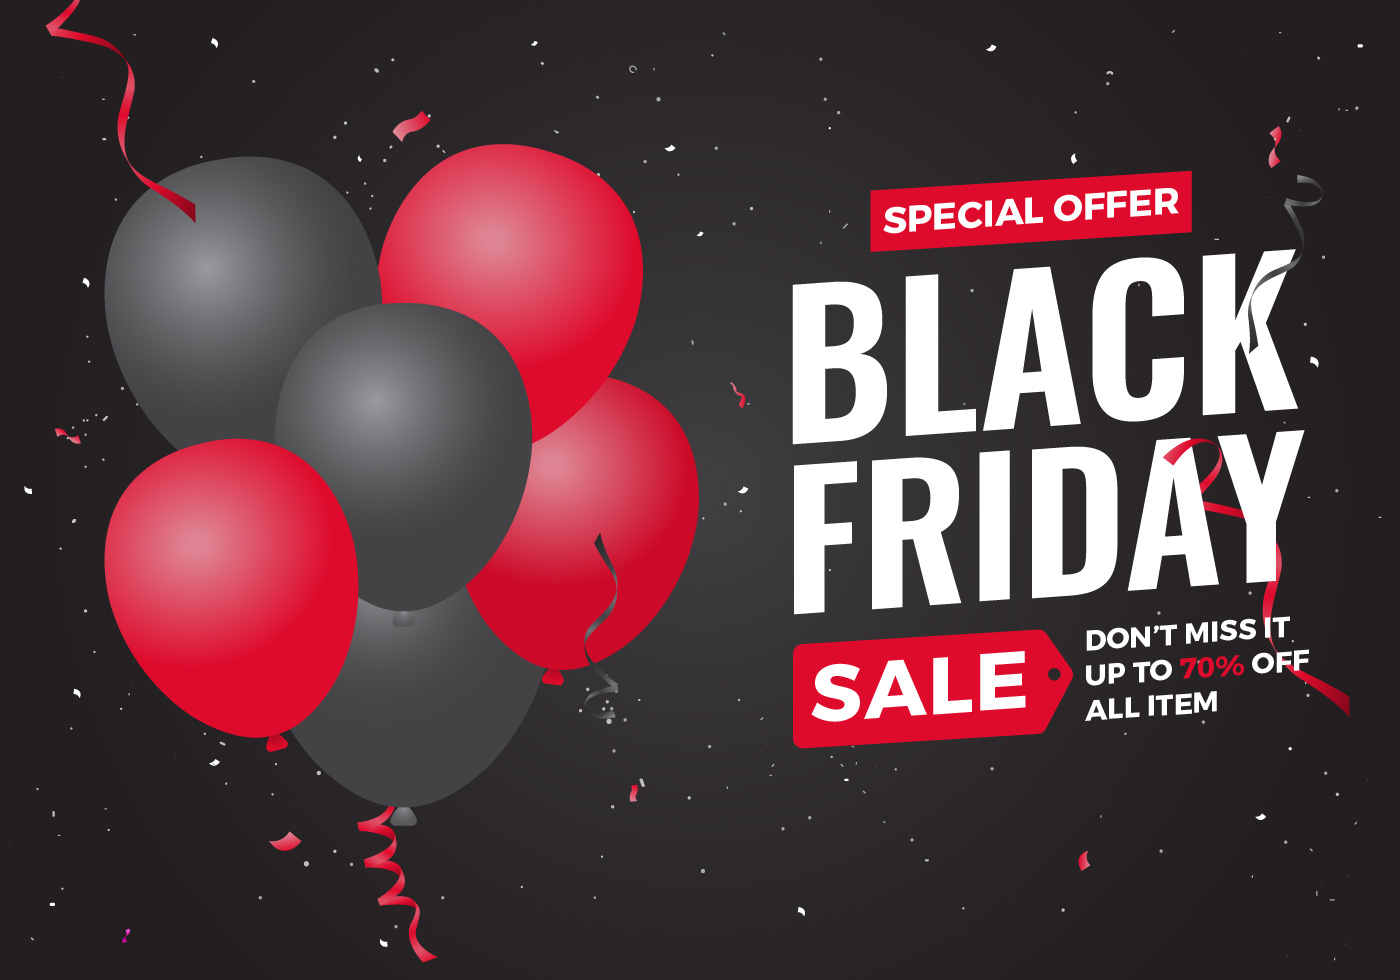 SPECIAL OFFER
BLACK
FRIDAY
SALE
DON'T MISS IT
UP TO 70% OFF
ALL ITEM